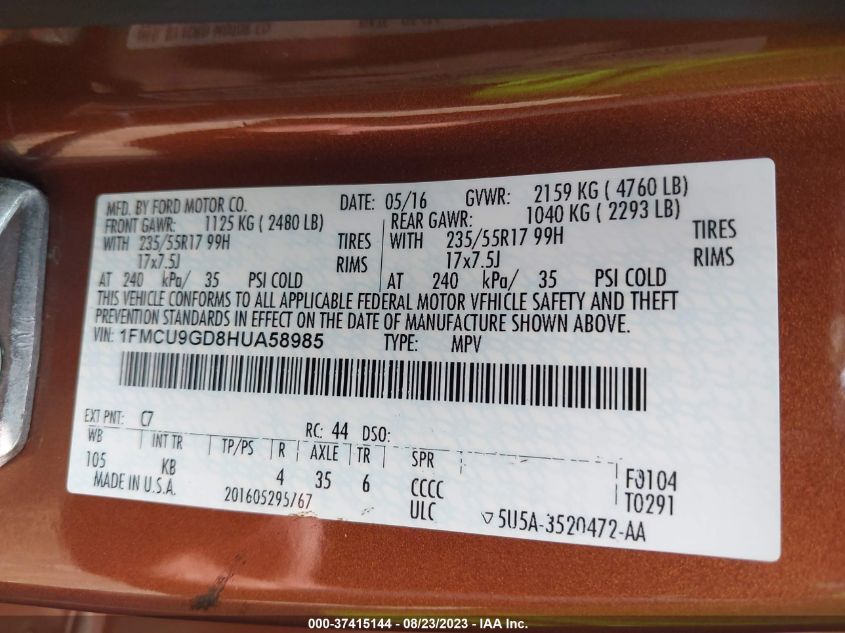 MFD. BY FORD MOTOR CO. DATE: 05/16 GVWR: 2159 KG ( 4760 LB)
FRONT GAWR: 1125 KG ( 2480 LB) REAR GAWR: 1040 KG ( 2293 LB)
WITH 235/55R17 99H TIRES WITH 235/55R17 99H TIRES
17x7.5J RIMS 17x7.5J RIMS
AT 240 kPa/ 35 PSI COLD AT 240 kPa/ 35 PSI COLD
THIS VEHICLE CONFORMS TO ALL APPLICABLE FEDERAL MOTOR VEHICLE SAFETY AND THEFT
PREVENTION STANDARDS IN EFFECT ON THE DATE OF MANUFACTURE SHOWN ABOVE.
VIN: 1FMCU9GD8HUA58985 TYPE: MPV
EXT PNT: C7 RC: 44 DSO:
WB INT TR TP/PS R AXLE TR SPR
105 KB 4 35 6 CCCC F0104
MADE IN U.S.A. 201605295/67 ULC T0291
5U5A-3520472-AA
000-37415144 - 08/23/2023 - IAA Inc.